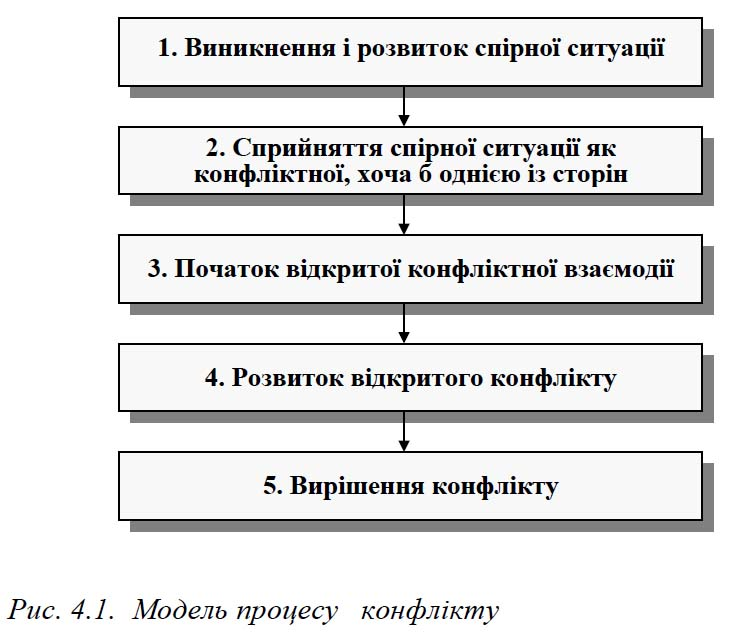 1. Виникнення і розвиток спірної ситуації
2. Сприйняття спірної ситуації як
конфліктної, хоча б однією із сторін
3. Початок відкритої конфліктної взаємодії
4. Розвиток відкритого конфлікту
5. Вирішення конфлікту
Рис. 4.1. Модель процесу конфлікту